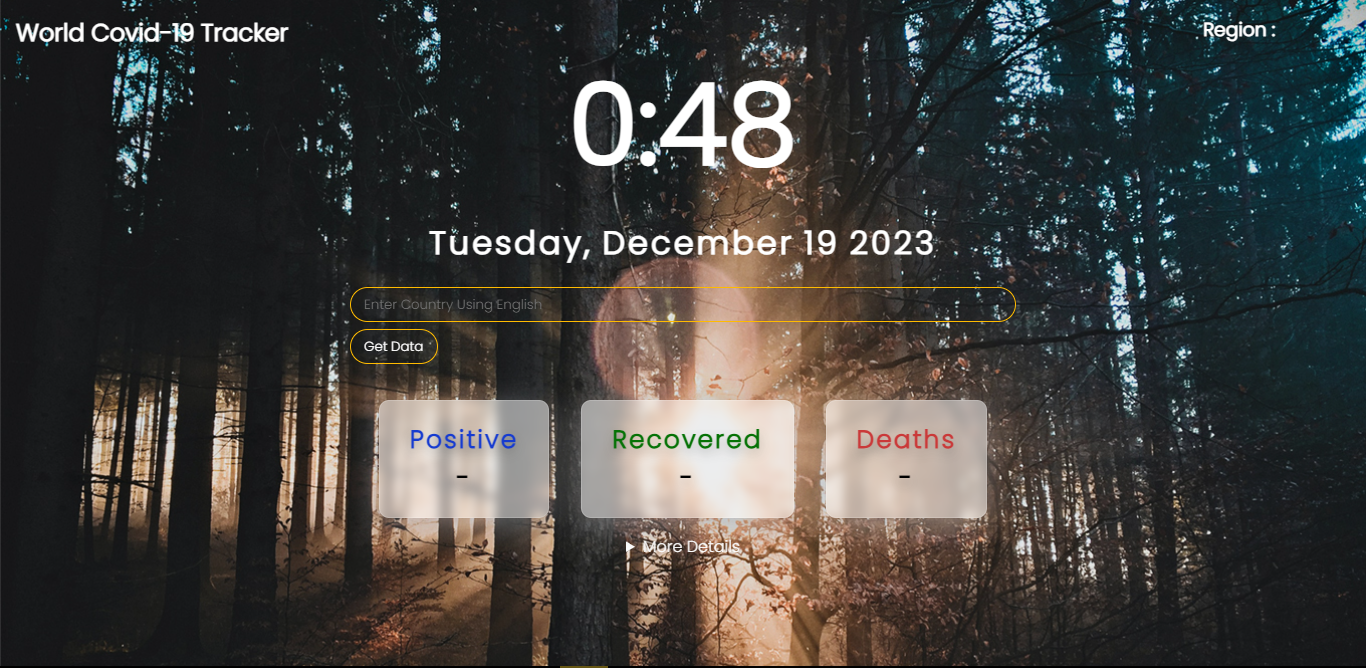 World Covid-19 Tracker
Region :
0:48
Tuesday, December 19 2023
Enter Country Using English
Get Data
Positive
-
Recovered
-
Deaths
-
More Details